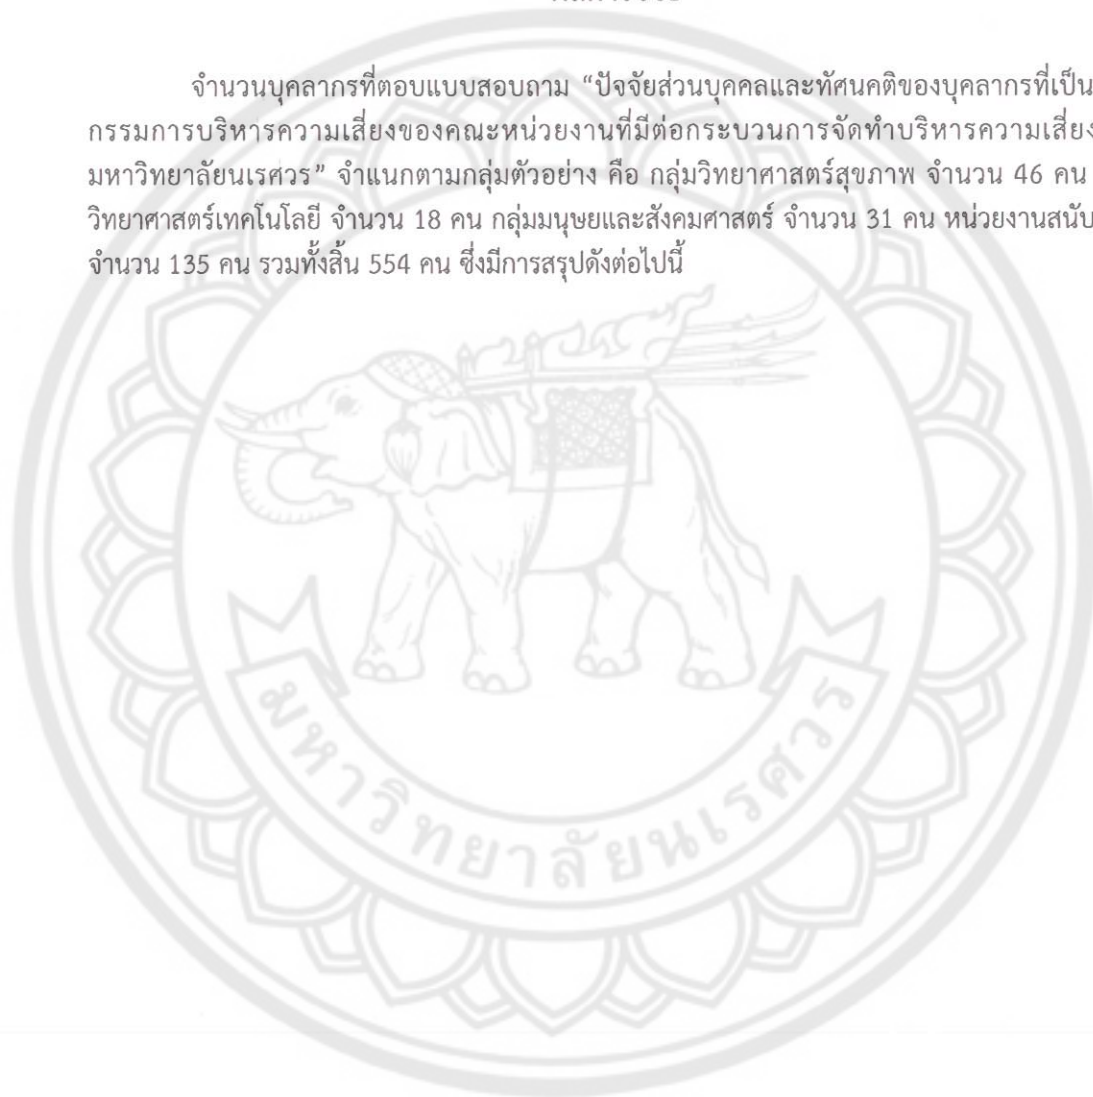 จำนวนบุคลากรที่ตอบแบบสอบถาม “ปัจจัยส่วนบุคคลและทัศนคติของบุคลากรที่เป็น
กรรมการบริหารความเสี่ยงของคณะหน่วยงานที่มีต่อกระบวนการจัดทำบริหารความเสี่ยง
มหาวิทยาลัยนเรศวร” จำแนกตามกลุ่มตัวอย่าง คือ กลุ่มวิทยาศาสตร์สุขภาพ จำนวน 46 คน
วิทยาศาสตร์เทคโนโลยี จำนวน 18 คน กลุ่มมนุษยและสังคมศาสตร์ จำนวน 31 คน หน่วยงานสนับ
จำนวน 135 คน รวมทั้งสิ้น 554 คน ซึ่งมีการสรุปดังต่อไปนี้
มหาวิทยาลัยนเรศวร